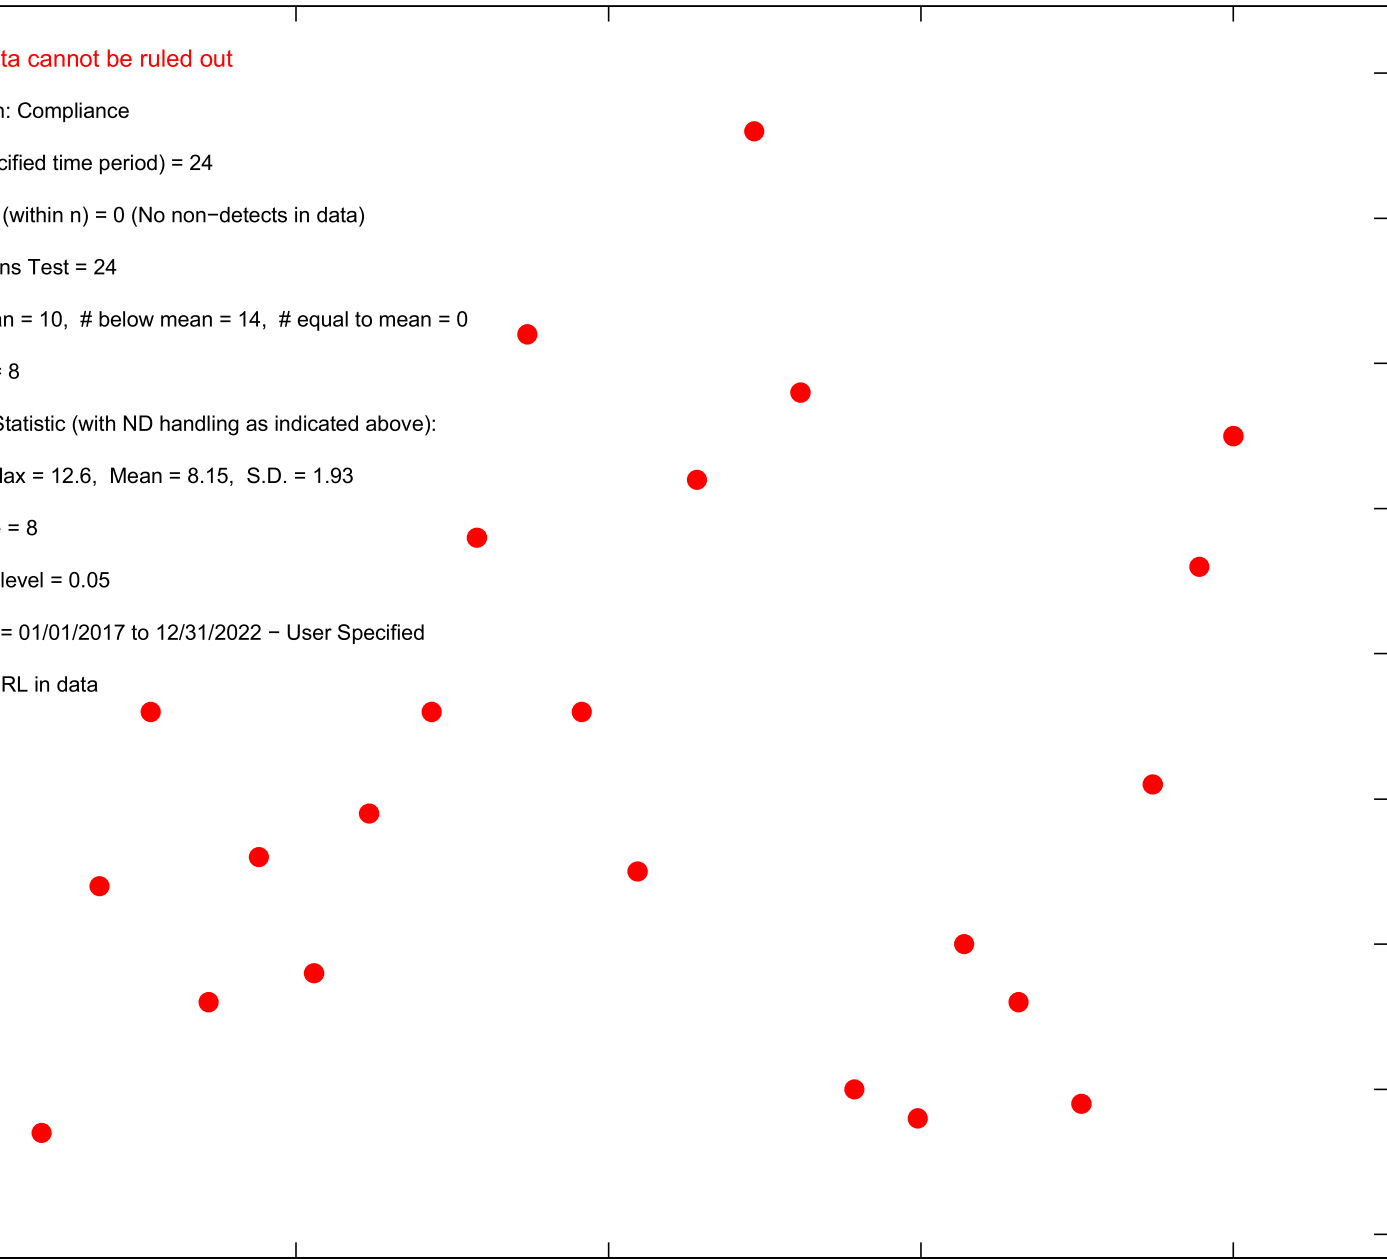 ta cannot be ruled out
n: Compliance
cified time period) = 24
(within n) = 0 (No non−detects in data)
ns Test = 24
an = 10,  # below mean = 14,  # equal to mean = 0
= 8
Statistic (with ND handling as indicated above):
Max = 12.6,  Mean = 8.15,  S.D. = 1.93
= 8
level = 0.05
= 01/01/2017 to 12/31/2022 − User Specified
RL in data